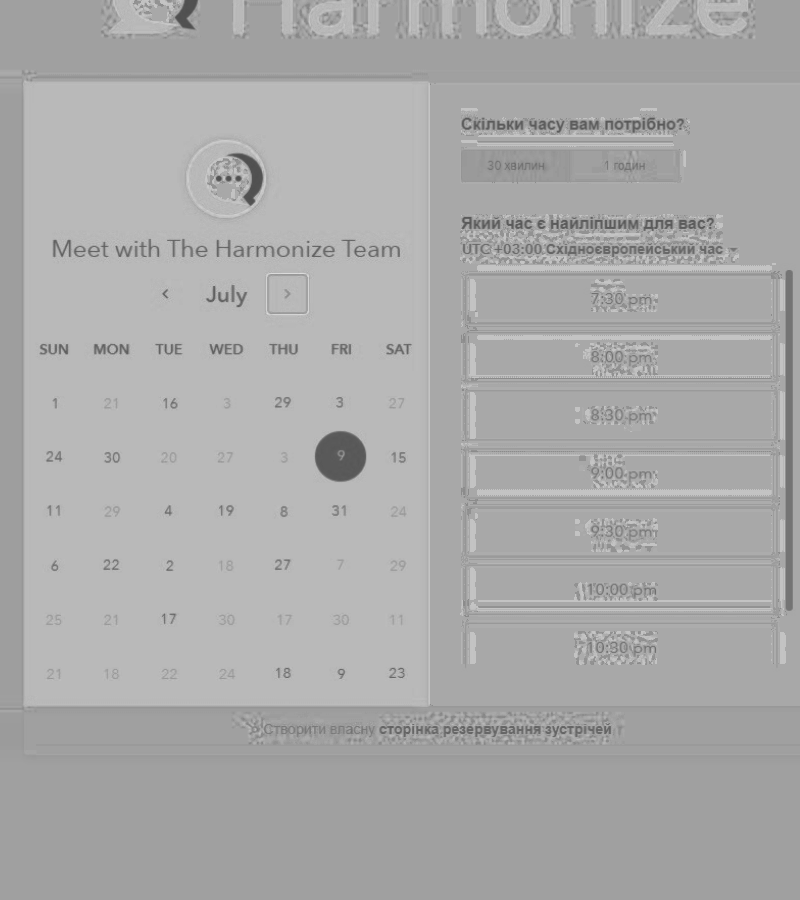 Harmonize
Meet with The Harmonize Team
July
SUN MON TUE WED THU FRI SAT
1 21 16 3 29 3 27
24 30 20 27 3 9 15
11 29 4 19 8 31 24
6 22 2 18 27 7 29
25 21 17 30 17 30 11
21 18 22 24 18 9 23
Скільки часу вам потрібно?
30 хвилин 1 годин
Який час є найліпшим для вас?
UTC +03:00 Східноєвропейський час
7:30 pm
8:00 pm
8:30 pm
9:00 pm
9:30 pm
10:00 pm
10:30 pm
Створити власну сторінка резервування зустрічей